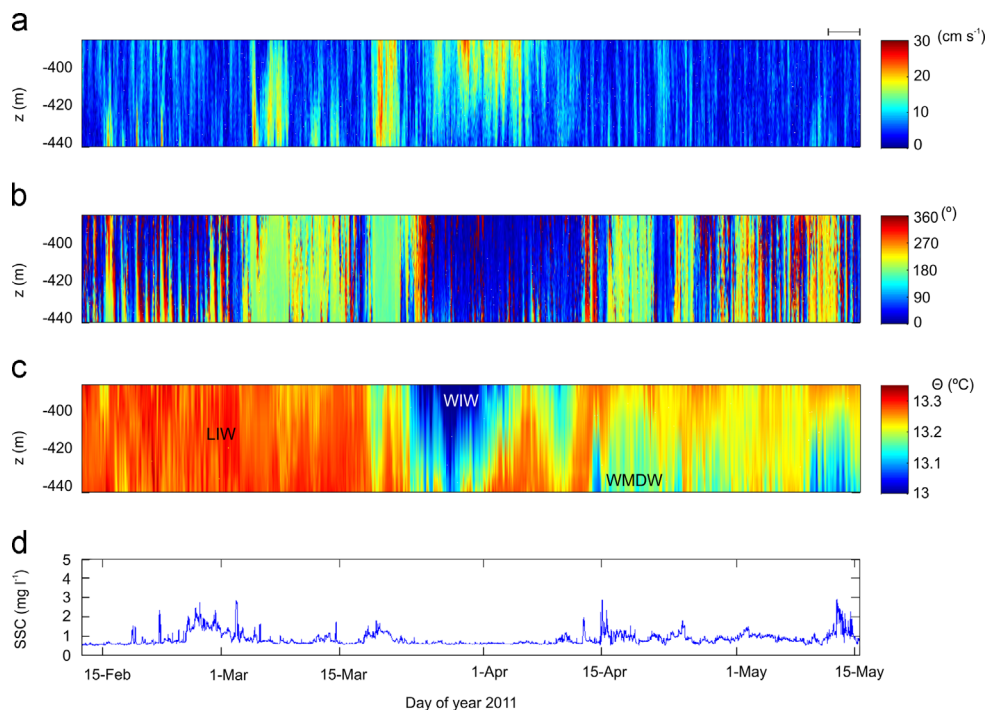 a
z (m)
-400
-420
-440
30
20
10
0
(cm s⁻¹)
b
z (m)
-400
-420
-440
360
270
180
90
0
(º)
c
z (m)
-400
-420
-440
LIW
WIW
WMDW
Θ (ºC)
13.3
13.2
13.1
13
d
SSC (mg l⁻¹)
5
4
3
2
1
0
15-Feb
1-Mar
15-Mar
1-Apr
15-Apr
1-May
15-May
Day of year 2011